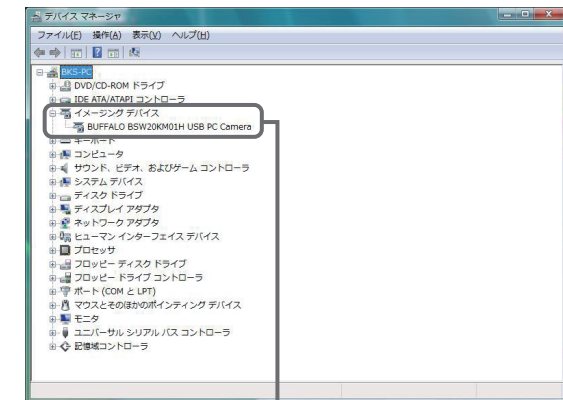 デバイス マネージャ
ファイル(F) 操作(A) 表示(V) ヘルプ(H)
BKS-PC
DVD/CD-ROM ドライブ
IDE ATA/ATAPI コントローラ
イメージング デバイス
BUFFALO BSW20KM01H USB PC Camera
キーボード
コンピュータ
サウンド、ビデオ、およびゲーム コントローラ
システム デバイス
ディスク ドライブ
ディスプレイ アダプタ
ネットワーク アダプタ
ヒューマン インターフェイス デバイス
プロセッサ
フロッピー ディスク ドライブ
フロッピー ドライブ コントローラ
ポート (COM と LPT)
マウスとそのほかのポインティング デバイス
モニタ
ユニバーサル シリアル バス コントローラ
記憶域コントローラ